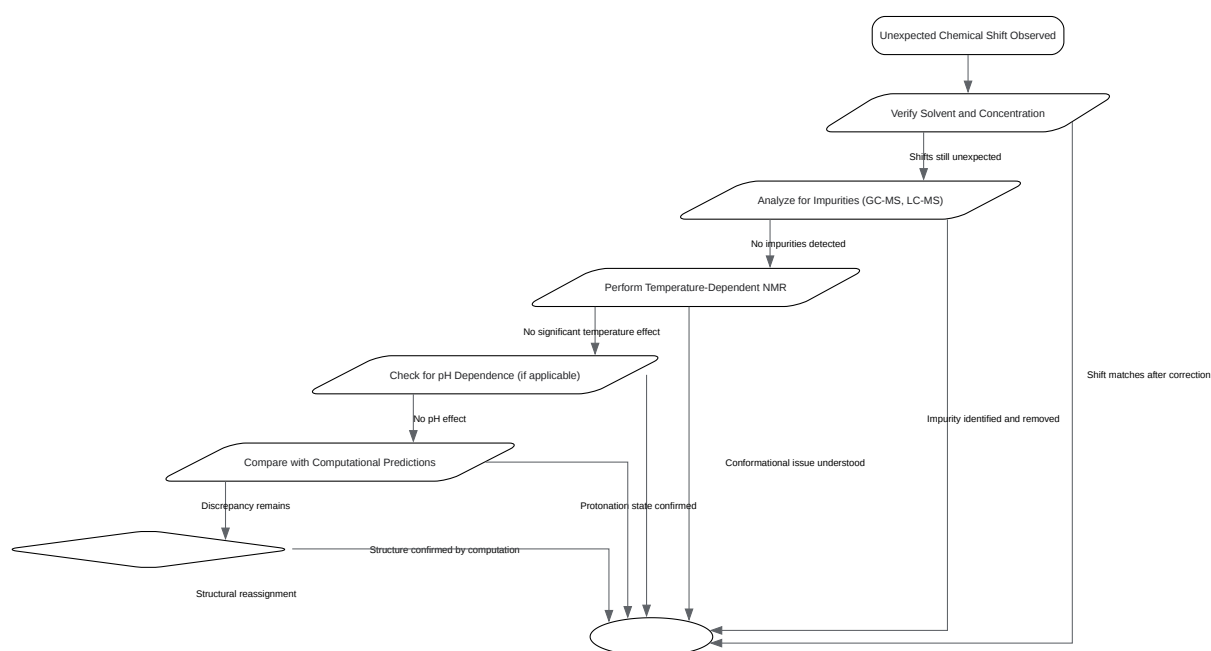 Unexpected Chemical Shift Observed
Verify Solvent and Concentration
Shifts still unexpected
Analyze for Impurities (GC-MS, LC-MS)
No impurities detected
Perform Temperature-Dependent NMR
No significant temperature effect
Check for pH Dependence (if applicable)
Shift matches after correction
No pH effect
Impurity identified and removed
Compare with Computational Predictions
Conformational issue understood
Discrepancy remains
Protonation state confirmed
Structure confirmed by computation
Structural reassignment